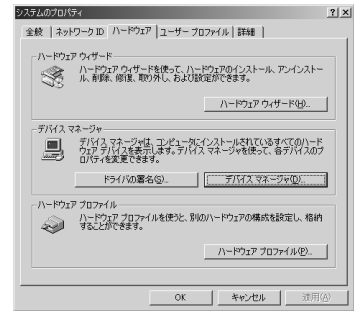 システムのプロパティ
全般 ネットワーク ID ハードウェア ユーザー プロファイル 詳細
ハードウェア ウィザード
ハードウェア ウィザードを使って、ハードウェアのインストール、アンインストー
ル、削除、修復、取り外し、および設定ができます。
ハードウェア ウィザード(H)...
デバイス マネージャ
デバイス マネージャは、コンピュータにインストールされているすべてのハード
ウェア デバイスを表示します。デバイス マネージャを使って、各デバイスのプ
ロパティを変更できます。
ドライバの署名(S)... デバイス マネージャ(D)...
ハードウェア プロファイル
ハードウェア プロファイルを使うと、別のハードウェアの構成を設定し、格納
することができます。
ハードウェア プロファイル(P)...
OK キャンセル 適用(A)